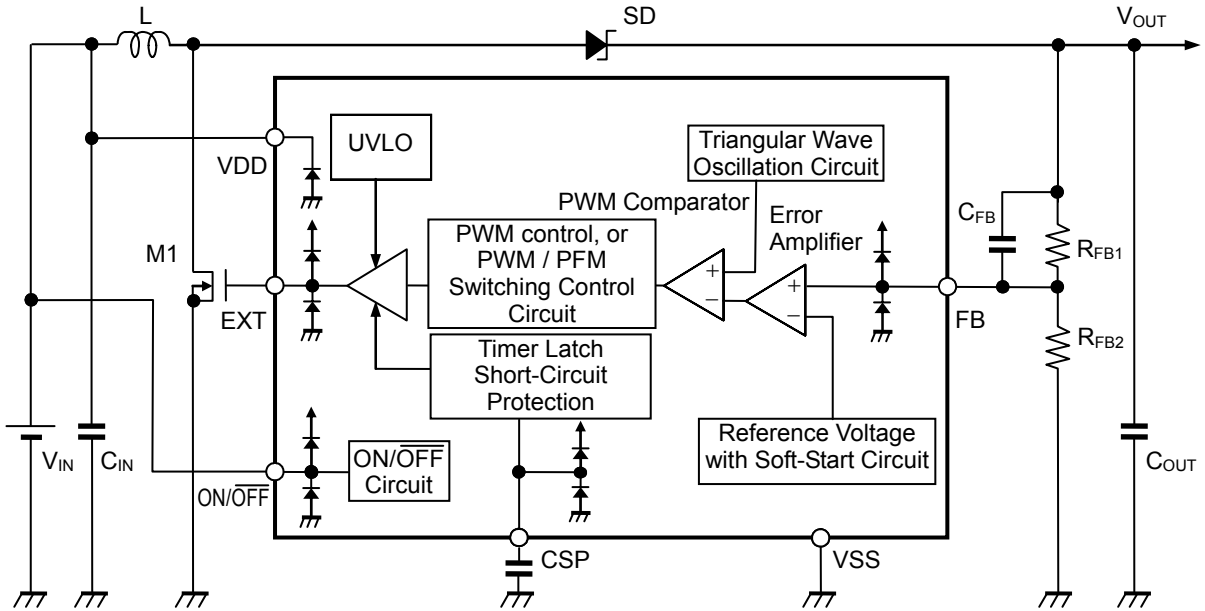 L
SD
VOUT
UVLO
Triangular Wave
Oscillation Circuit
VDD
PWM Comparator
CFB
Error
Amplifier
M1
PWM control, or
PWM / PFM
Switching Control
Circuit
+
−
+
−
RFB1
EXT
FB
RFB2
Timer Latch
Short-Circuit
Protection
VIN
CIN
ON/O̅F̅F̅
Circuit
Reference Voltage
with Soft-Start Circuit
COUT
ON/O̅F̅F̅
CSP
VSS